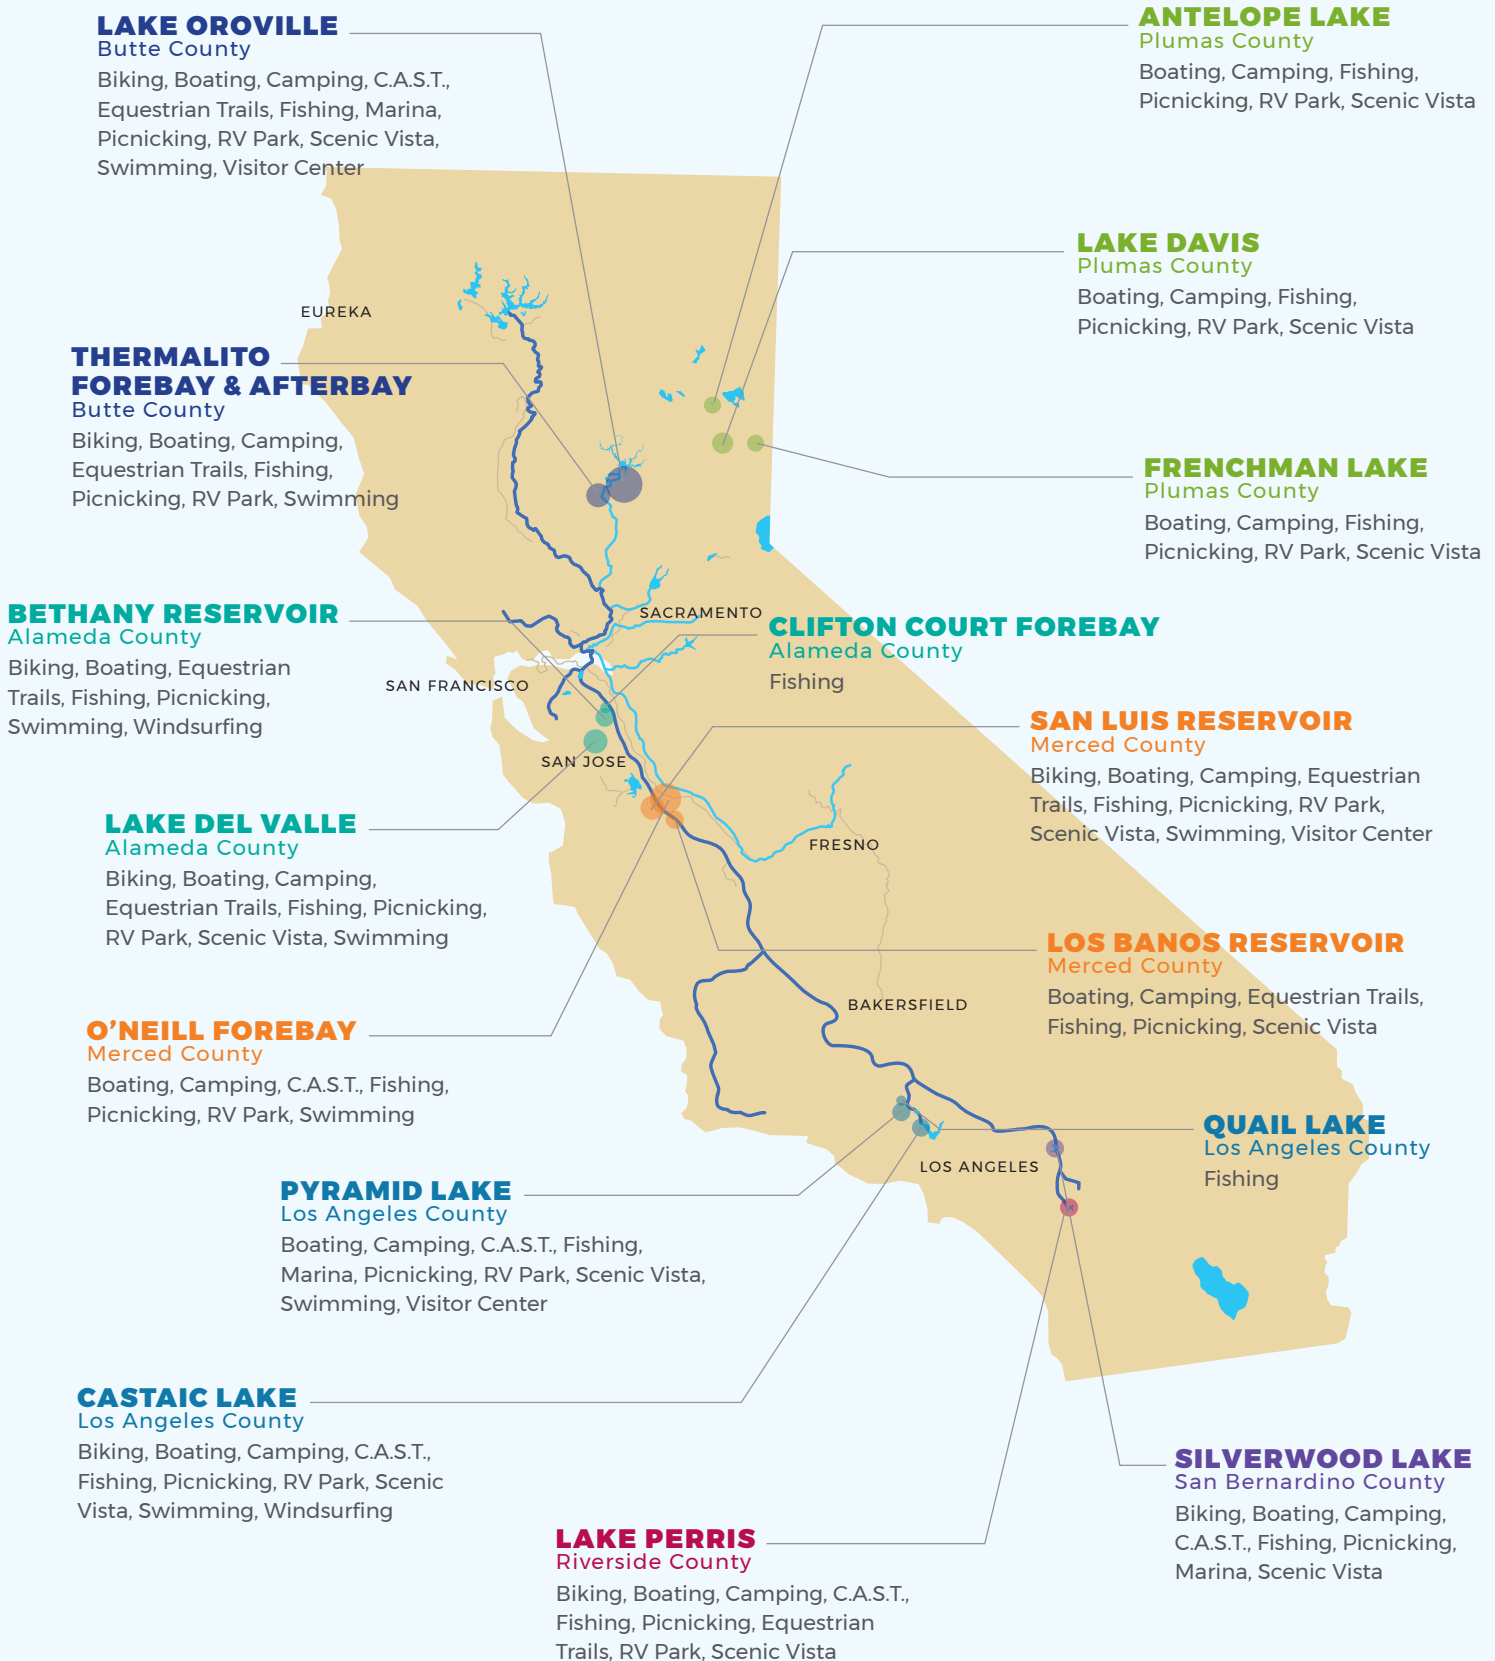 LAKE OROVILLE
Butte County
Biking, Boating, Camping, C.A.S.T.,
Equestrian Trails, Fishing, Marina,
Picnicking, RV Park, Scenic Vista,
Swimming, Visitor Center
ANTELOPE LAKE
Plumas County
Boating, Camping, Fishing,
Picnicking, RV Park, Scenic Vista
LAKE DAVIS
Plumas County
Boating, Camping, Fishing,
Picnicking, RV Park, Scenic Vista
EUREKA
THERMALITO
FOREBAY & AFTERBAY
Butte County
Biking, Boating, Camping,
Equestrian Trails, Fishing,
Picnicking, RV Park, Swimming
FRENCHMAN LAKE
Plumas County
Boating, Camping, Fishing,
Picnicking, RV Park, Scenic Vista
BETHANY RESERVOIR
Alameda County
Biking, Boating, Equestrian
Trails, Fishing, Picnicking,
Swimming, Windsurfing
SACRAMENTO
CLIFTON COURT FOREBAY
Alameda County
Fishing
SAN FRANCISCO
SAN LUIS RESERVOIR
Merced County
Biking, Boating, Camping, Equestrian
Trails, Fishing, Picnicking, RV Park,
Scenic Vista, Swimming, Visitor Center
SAN JOSE
LAKE DEL VALLE
Alameda County
Biking, Boating, Camping,
Equestrian Trails, Fishing, Picnicking,
RV Park, Scenic Vista, Swimming
FRESNO
LOS BANOS RESERVOIR
Merced County
Boating, Camping, Equestrian Trails,
Fishing, Picnicking, Scenic Vista
BAKERSFIELD
O’NEILL FOREBAY
Merced County
Boating, Camping, C.A.S.T., Fishing,
Picnicking, RV Park, Swimming
QUAIL LAKE
Los Angeles County
Fishing
LOS ANGELES
PYRAMID LAKE
Los Angeles County
Boating, Camping, C.A.S.T., Fishing,
Marina, Picnicking, RV Park, Scenic Vista,
Swimming, Visitor Center
CASTAIC LAKE
Los Angeles County
Biking, Boating, Camping, C.A.S.T.,
Fishing, Picnicking, RV Park, Scenic
Vista, Swimming, Windsurfing
SILVERWOOD LAKE
San Bernardino County
Biking, Boating, Camping,
C.A.S.T., Fishing, Picnicking,
Marina, Scenic Vista
LAKE PERRIS
Riverside County
Biking, Boating, Camping, C.A.S.T.,
Fishing, Picnicking, Equestrian
Trails, RV Park, Scenic Vista